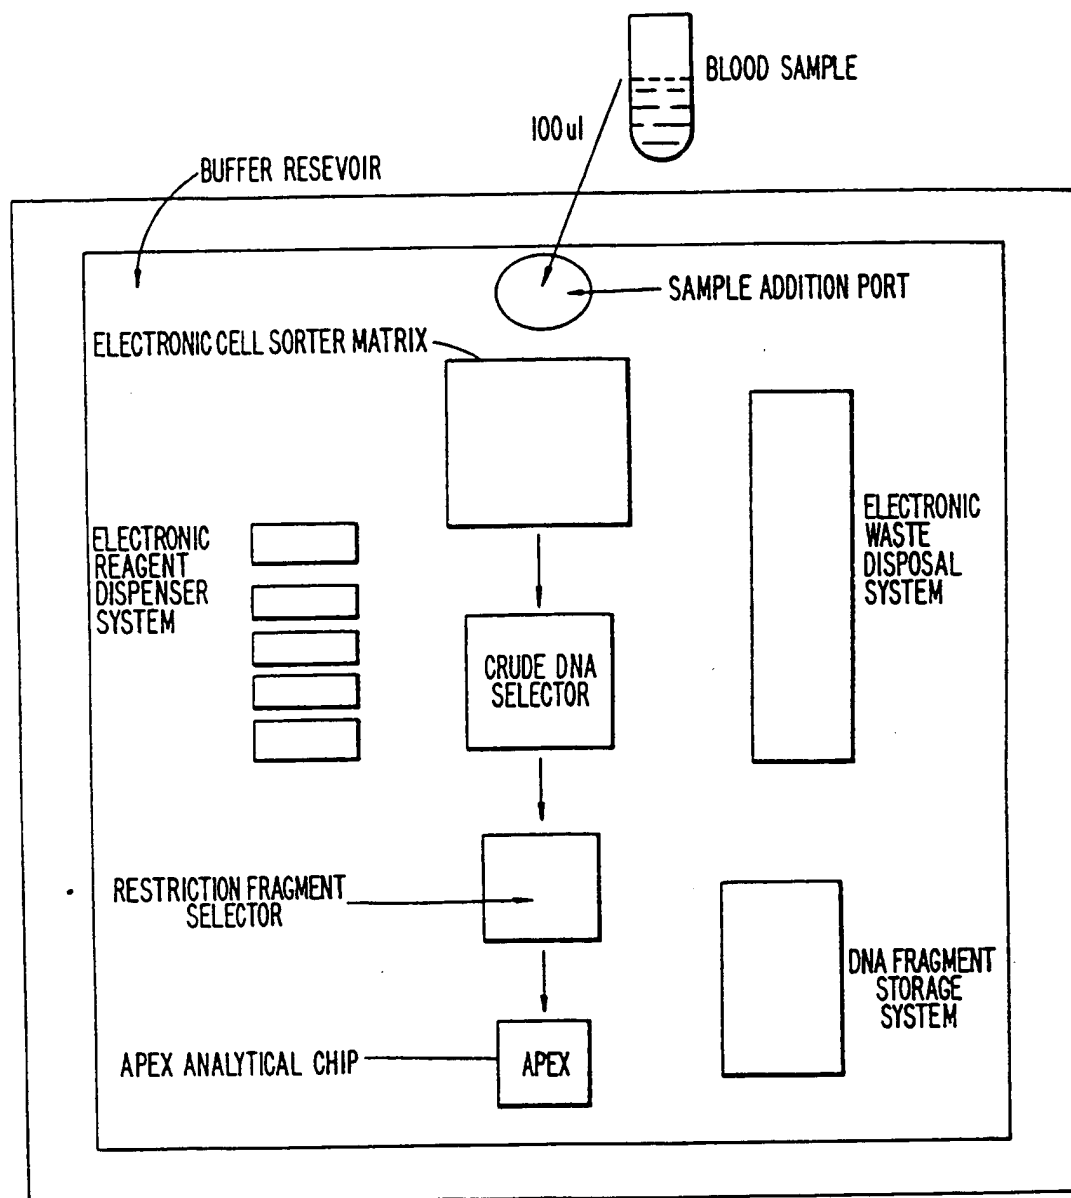 BLOOD SAMPLE
100ul
BUFFER RESEVOIR
SAMPLE ADDITION PORT
ELECTRONIC CELL SORTER MATRIX
ELECTRONIC
REAGENT
DISPENSER
SYSTEM
ELECTRONIC
WASTE
DISPOSAL
SYSTEM
CRUDE DNA
SELECTOR
RESTRICTION FRAGMENT
SELECTOR
DNA FRAGMENT
STORAGE
SYSTEM
APEX ANALYTICAL CHIP
APEX